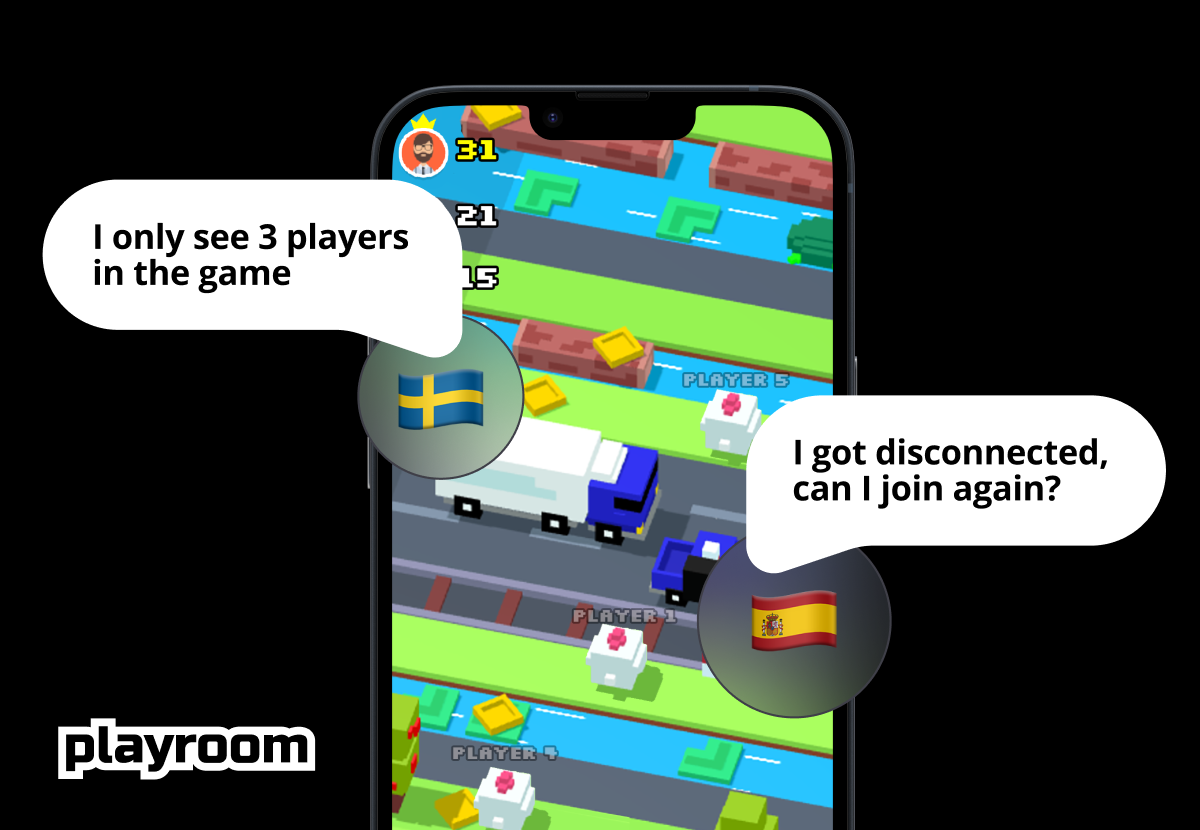 31
21
15
I only see 3 players
in the game
PLAYER 5
I got disconnected,
can I join again?
PLAYER 1
PLAYER 4
playroom